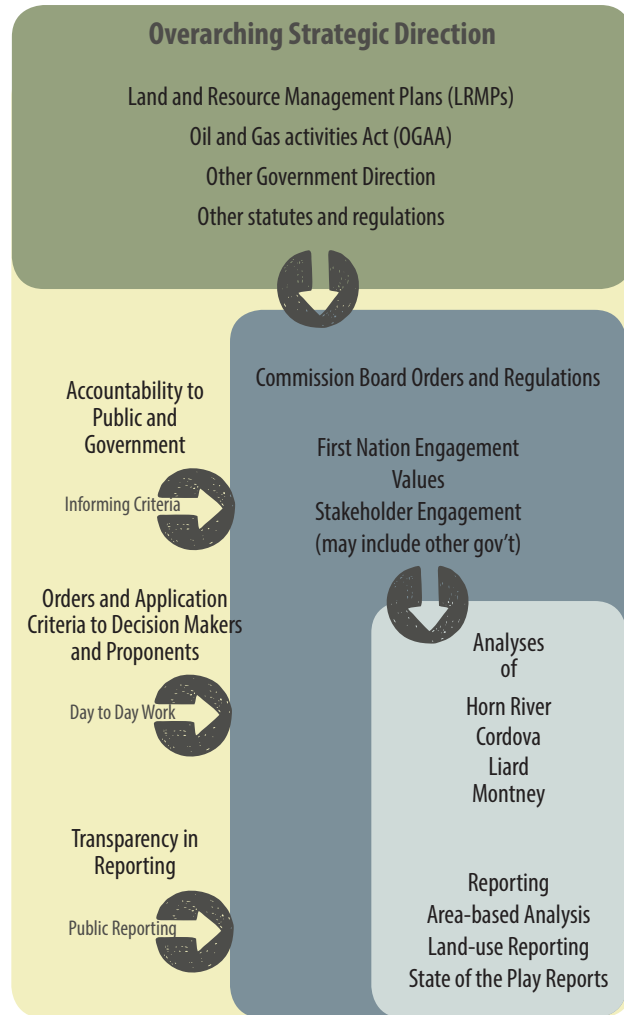 Overarching Strategic Direction
Land and Resource Management Plans (LRMPs)
Oil and Gas activities Act (OGAA)
Other Government Direction
Other statutes and regulations
Accountability to
Public and
Government
Informing Criteria
Orders and Application
Criteria to Decision Makers
and Proponents
Day to Day Work
Transparency in
Reporting
Public Reporting
Commission Board Orders and Regulations
First Nation Engagement
Values
Stakeholder Engagement
(may include other gov't)
Analyses
of
Horn River
Cordova
Liard
Montney
Reporting
Area-based Analysis
Land-use Reporting
State of the Play Reports